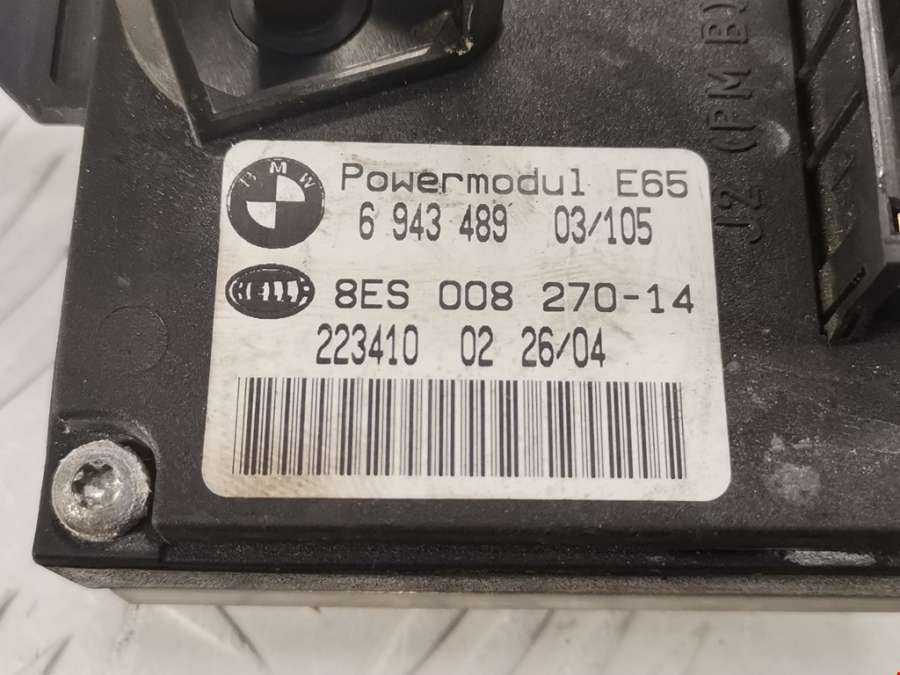 BMW
Powermodul E65
6 943 489 03/105
HELLA
8ES 008 270-14
223410 02 26/04
J2 (PM B)